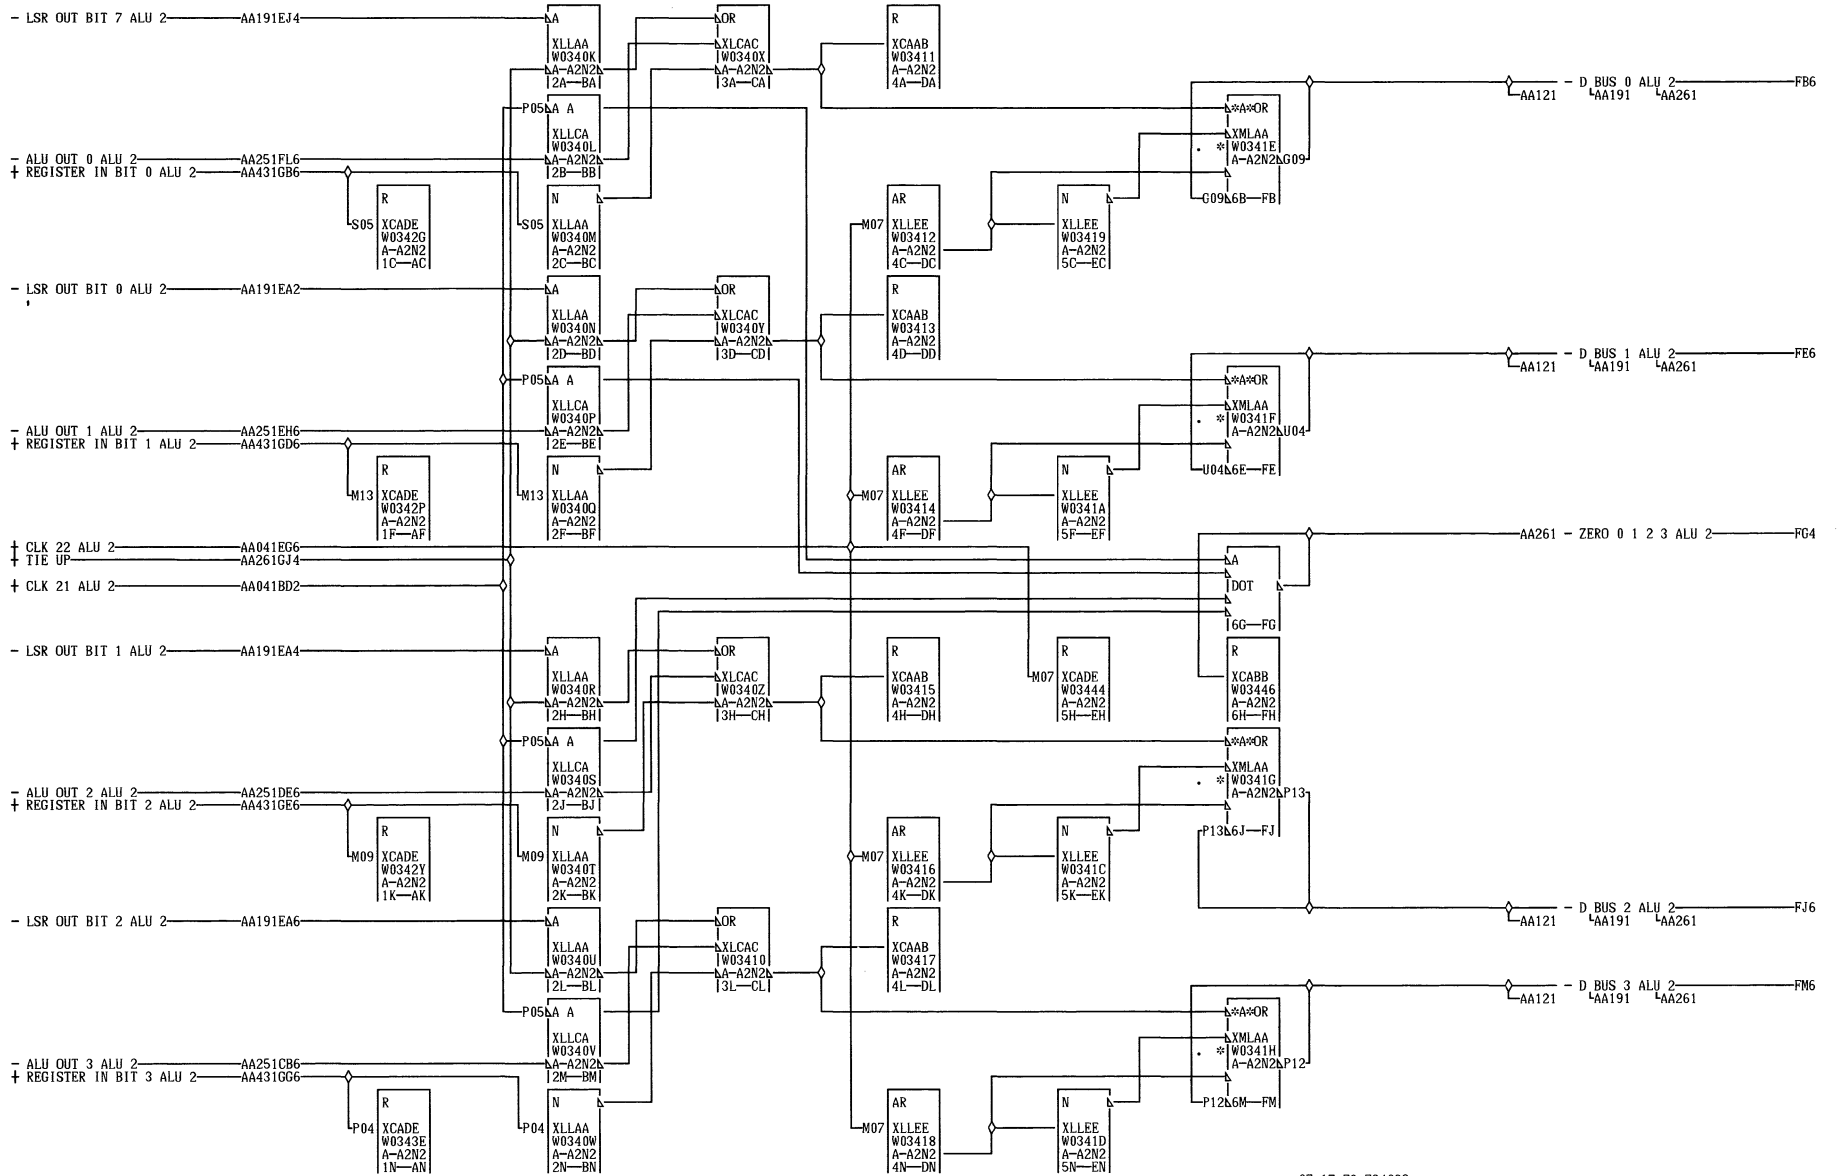 - LSR OUT BIT 7 ALU 2 AA191EJ4
A
XLLAA
W0340K
A-A2N2
2A BA
OR
XLCAC
W0340X
A-A2N2
3A CA
R
XCAAB
W03411
A-A2N2
4A DA
- D BUS 0 ALU 2 FB6
AA121 AA191 AA261
P05 A A
XLLCA
W0340L
A-A2N2
2B BB
*A*OR
XMLAA
* W0341E
A-A2N2 G09
G09 6B FB
- ALU OUT 0 ALU 2 AA251FL6
+ REGISTER IN BIT 0 ALU 2 AA431GB6
R
S05 XCADE
W0342G
A-A2N2
1C AC
N
S05 XLLAA
W0340M
A-A2N2
2C BC
AR
M07 XLLEE
W03412
A-A2N2
4C DC
N
XLLEE
W03419
A-A2N2
5C EC
- LSR OUT BIT 0 ALU 2 AA191EA2
A
XLLAA
W0340N
A-A2N2
2D BD
OR
XLCAC
W0340Y
A-A2N2
3D CD
R
XCAAB
W03413
A-A2N2
4D DD
- D BUS 1 ALU 2 FE6
AA121 AA191 AA261
P05 A A
XLLCA
W0340P
A-A2N2
2E BE
*A*OR
XMLAA
* W0341F
A-A2N2 U04
U04 6E FE
- ALU OUT 1 ALU 2 AA251EH6
+ REGISTER IN BIT 1 ALU 2 AA431GD6
R
M13 XCADE
W0342P
A-A2N2
1F AF
N
M13 XLLAA
W0340Q
A-A2N2
2F BF
AR
M07 XLLEE
W03414
A-A2N2
4F DF
N
XLLEE
W0341A
A-A2N2
5F EF
+ CLK 22 ALU 2 AA041EG6
+ TIE UP AA261GJ4
+ CLK 21 ALU 2 AA041BD2
AA261 - ZERO 0 1 2 3 ALU 2 FG4
A
DOT
6G FG
- LSR OUT BIT 1 ALU 2 AA191EA4
A
XLLAA
W0340R
A-A2N2
2H BH
OR
XLCAC
W0340Z
A-A2N2
3H CH
R
XCAAB
W03415
A-A2N2
4H DH
R
M07 XCADE
W03444
A-A2N2
5H EH
R
XCABB
W03446
A-A2N2
6H FH
P05 A A
XLLCA
W0340S
A-A2N2
2J BJ
*A*OR
XMLAA
* W0341G
A-A2N2 P13
P13 6J FJ
- ALU OUT 2 ALU 2 AA251DE6
+ REGISTER IN BIT 2 ALU 2 AA431GE6
R
M09 XCADE
W0342Y
A-A2N2
1K AK
N
M09 XLLAA
W0340T
A-A2N2
2K BK
AR
M07 XLLEE
W03416
A-A2N2
4K DK
N
XLLEE
W0341C
A-A2N2
5K EK
- LSR OUT BIT 2 ALU 2 AA191EA6
A
XLLAA
W0340U
A-A2N2
2L BL
OR
XLCAC
W03410
A-A2N2
3L CL
R
XCAAB
W03417
A-A2N2
4L DL
- D BUS 2 ALU 2 FJ6
AA121 AA191 AA261
- D BUS 3 ALU 2 FM6
AA121 AA191 AA261
P05 A A
XLLCA
W0340V
A-A2N2
2M BM
*A*OR
XMLAA
* W0341H
A-A2N2 P12
P12 6M FM
- ALU OUT 3 ALU 2 AA251CB6
+ REGISTER IN BIT 3 ALU 2 AA431GG6
R
P04 XCADE
W0343E
A-A2N2
1N AN
N
P04 XLLAA
W0340W
A-A2N2
2N BN
AR
M07 XLLEE
W03418
A-A2N2
4N DN
N
XLLEE
W0341D
A-A2N2
5N EN